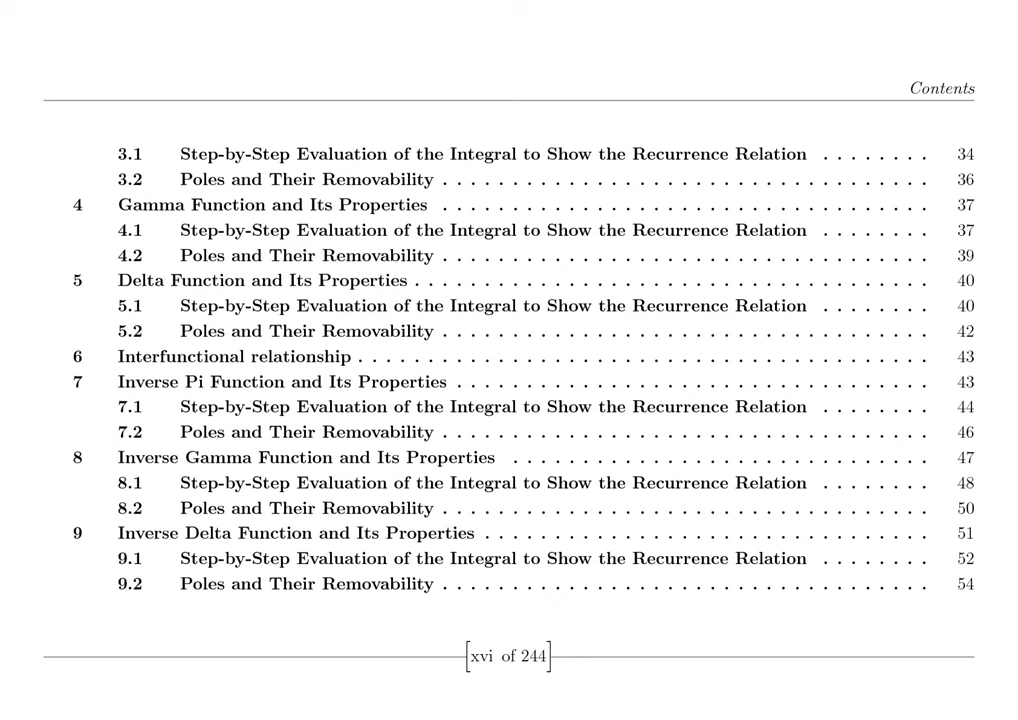 Contents
3.1 Step-by-Step Evaluation of the Integral to Show the Recurrence Relation . . . . . . . . 34
3.2 Poles and Their Removability . . . . . . . . . . . . . . . . . . . . . . . . . . . . . . . . . . . 36
4 Gamma Function and Its Properties . . . . . . . . . . . . . . . . . . . . . . . . . . . . . . . . . . . 37
4.1 Step-by-Step Evaluation of the Integral to Show the Recurrence Relation . . . . . . . . 37
4.2 Poles and Their Removability . . . . . . . . . . . . . . . . . . . . . . . . . . . . . . . . . . . 39
5 Delta Function and Its Properties . . . . . . . . . . . . . . . . . . . . . . . . . . . . . . . . . . . . . 40
5.1 Step-by-Step Evaluation of the Integral to Show the Recurrence Relation . . . . . . . . 40
5.2 Poles and Their Removability . . . . . . . . . . . . . . . . . . . . . . . . . . . . . . . . . . . 42
6 Interfunctional relationship . . . . . . . . . . . . . . . . . . . . . . . . . . . . . . . . . . . . . . . . . 43
7 Inverse Pi Function and Its Properties . . . . . . . . . . . . . . . . . . . . . . . . . . . . . . . . . . 43
7.1 Step-by-Step Evaluation of the Integral to Show the Recurrence Relation . . . . . . . . 44
7.2 Poles and Their Removability . . . . . . . . . . . . . . . . . . . . . . . . . . . . . . . . . . . 46
8 Inverse Gamma Function and Its Properties . . . . . . . . . . . . . . . . . . . . . . . . . . . . . . 47
8.1 Step-by-Step Evaluation of the Integral to Show the Recurrence Relation . . . . . . . . 48
8.2 Poles and Their Removability . . . . . . . . . . . . . . . . . . . . . . . . . . . . . . . . . . . 50
9 Inverse Delta Function and Its Properties . . . . . . . . . . . . . . . . . . . . . . . . . . . . . . . . 51
9.1 Step-by-Step Evaluation of the Integral to Show the Recurrence Relation . . . . . . . . 52
9.2 Poles and Their Removability . . . . . . . . . . . . . . . . . . . . . . . . . . . . . . . . . . . 54
[xvi of 244]